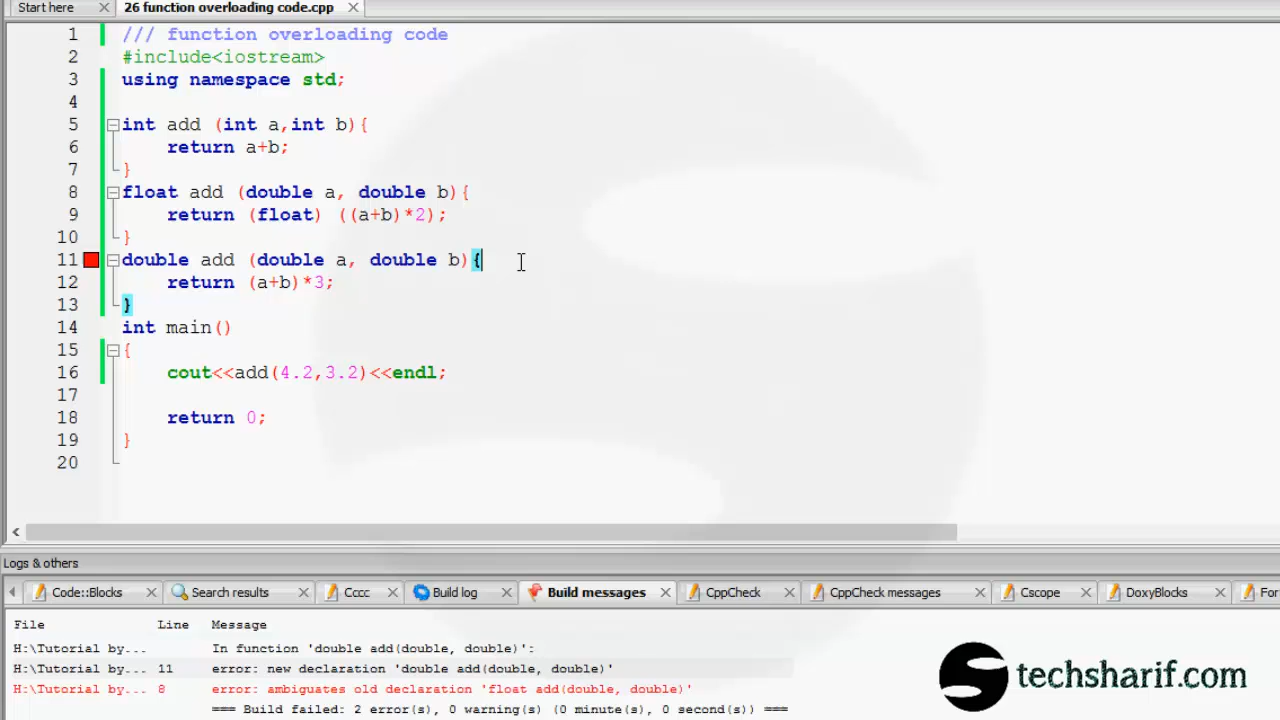 Start here 26 function overloading code.cpp
1 /// function overloading code
2 #include<iostream>
3 using namespace std;
4
5 int add (int a,int b){
6 return a+b;
7 }
8 float add (double a, double b){
9 return (float) ((a+b)*2);
10 }
11 double add (double a, double b){
12 return (a+b)*3;
13 }
14 int main()
15 {
16 cout<<add(4.2,3.2)<<endl;
17
18 return 0;
19 }
20
Logs & others
Code::Blocks Search results Cccc Build log Build messages CppCheck CppCheck messages Cscope DoxyBlocks For
File Line Message
H:\Tutorial by... In function 'double add(double, double)':
H:\Tutorial by... 11 error: new declaration 'double add(double, double)'
H:\Tutorial by... 8 error: ambiguates old declaration 'float add(double, double)'
=== Build failed: 2 error(s), 0 warning(s) (0 minute(s), 0 second(s)) ===
techsharif.com